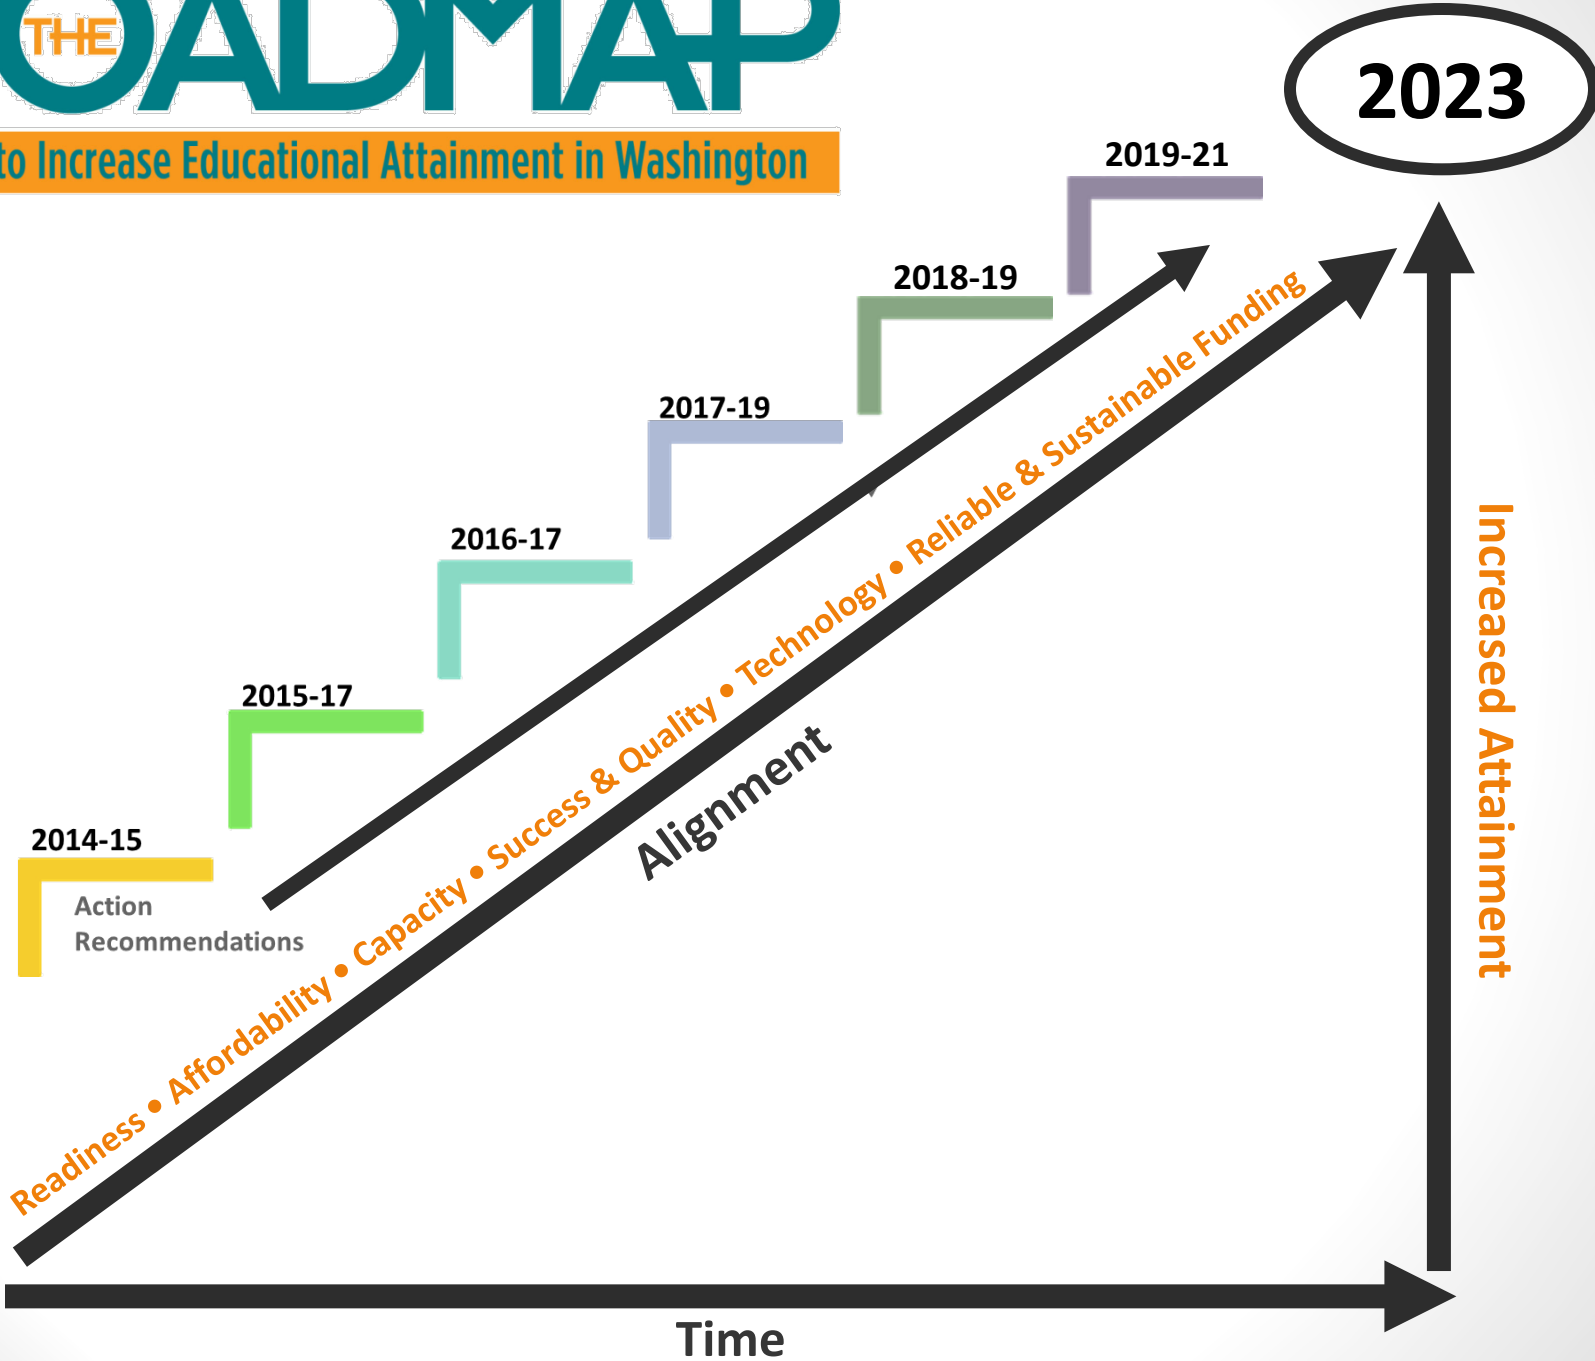 THE
OADMAP
to Increase Educational Attainment in Washington
2023
2019-21
2018-19
2017-19
2016-17
2015-17
2014-15
Action
Recommendations
Readiness • Affordability • Capacity • Success & Quality • Technology • Reliable & Sustainable Funding
Alignment
Increased Attainment
Time